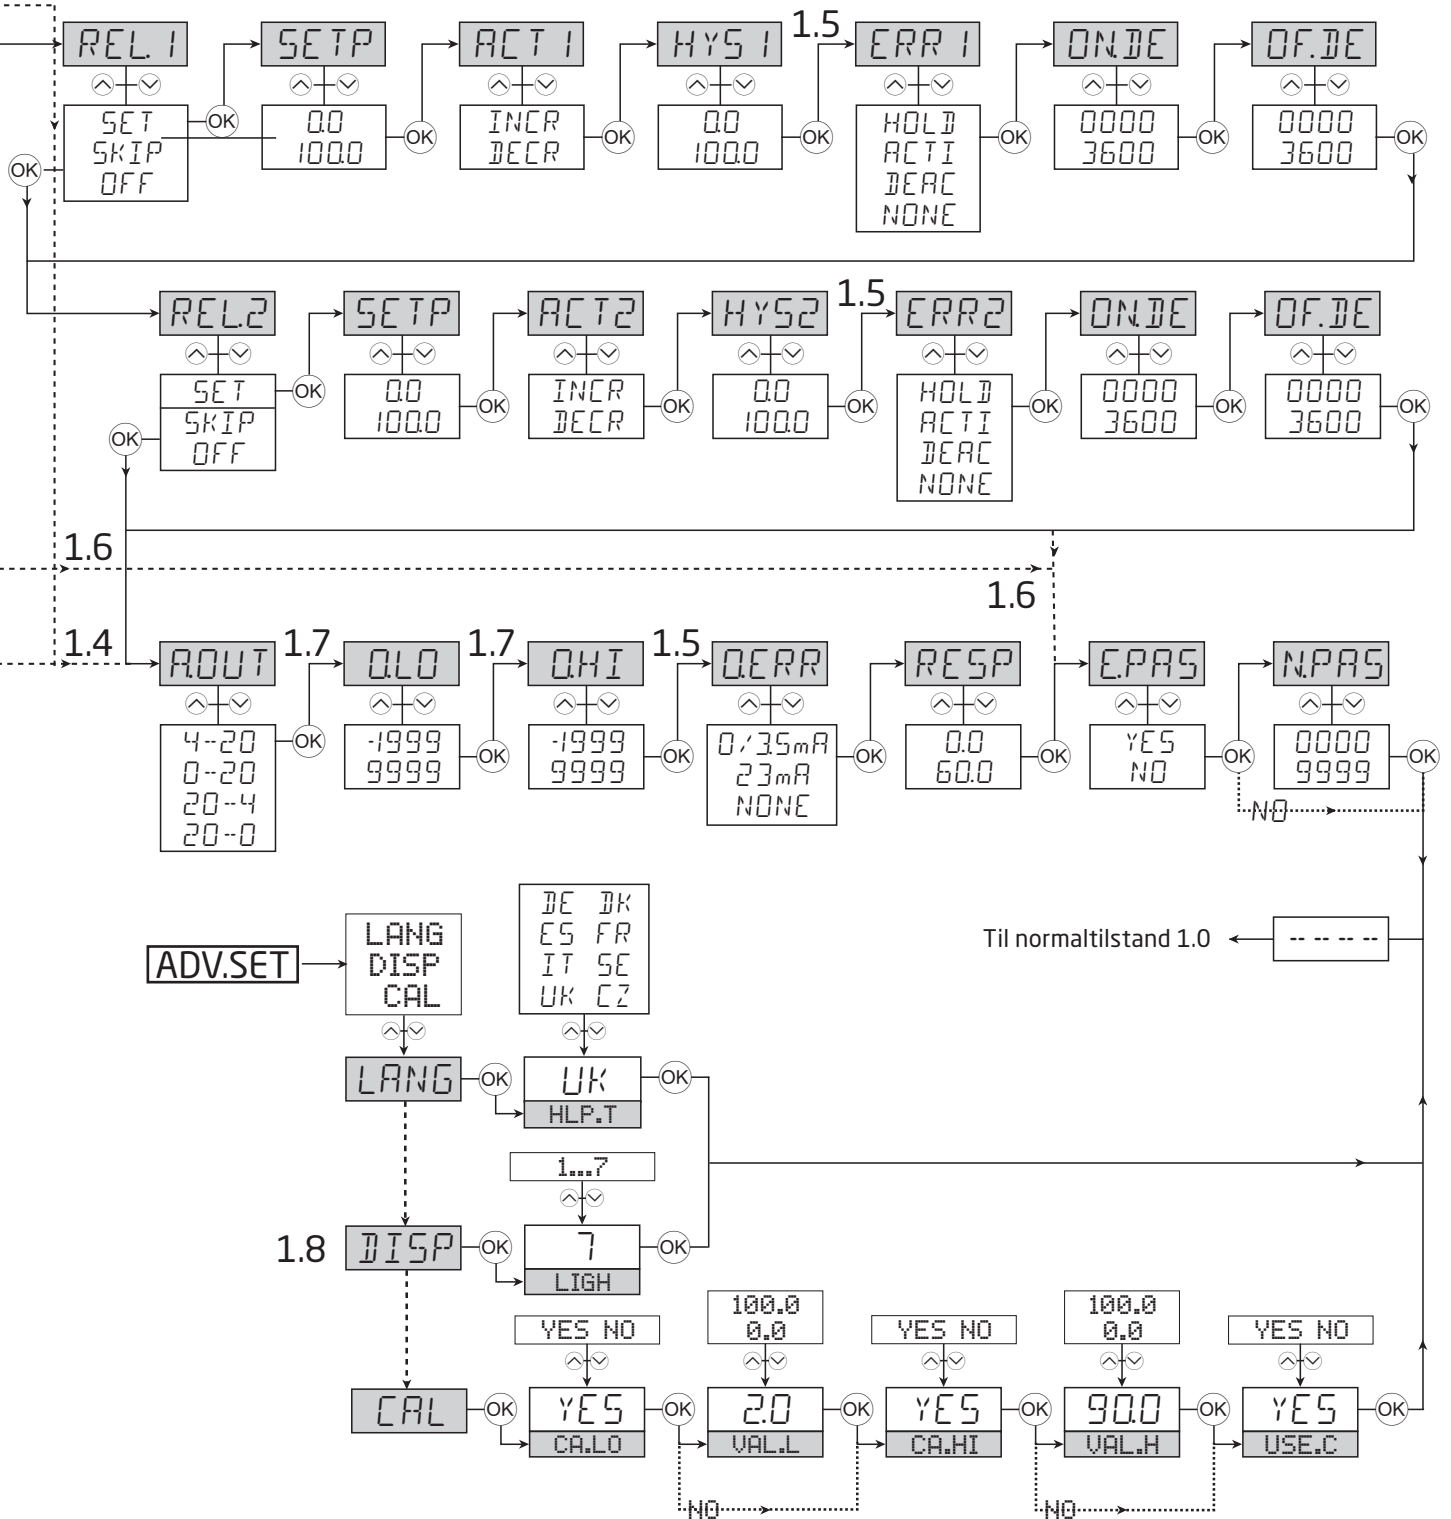 1.5
REL.1 SETP ACT1 HYS1 ERR1 ON.DE OF.DE
SET
SKIP
OFF
OK
OK
0.0
100.0
OK
INCR
DECR
OK
0.0
100.0
OK
HOLD
ACTI
DEAC
NONE
OK
0000
3600
OK
0000
3600
OK
1.5
REL.2 SETP ACT2 HYS2 ERR2 ON.DE OF.DE
SET
SKIP
OFF
OK
OK
0.0
100.0
OK
INCR
DECR
OK
0.0
100.0
OK
HOLD
ACTI
DEAC
NONE
OK
0000
3600
OK
0000
3600
OK
1.6
1.6
1.4 A.OUT 1.7 O.LO 1.7 O.HI 1.5 O.ERR RESP E.PAS N.PAS
4--20
0--20
20--4
20--0
OK
-1999
9999
OK
-1999
9999
OK
0/3.5mA
23mA
NONE
OK
0.0
60.0
OK
YES
NO
OK
NO
0000
9999
OK
Til normaltilstand 1.0
-- -- -- --
ADV.SET
LANG
DISP
CAL
DE DK
ES FR
IT SE
UK CZ
LANG
OK
UK
HLP.T
OK
1...7
1.8
DISP
OK
7
LIGH
OK
YES NO
100.0
0.0
YES NO
100.0
0.0
YES NO
CAL
OK
YES
CA.LO
OK
2.0
VAL.L
OK
YES
CA.HI
OK
90.0
VAL.H
OK
YES
USE.C
OK
NO
NO